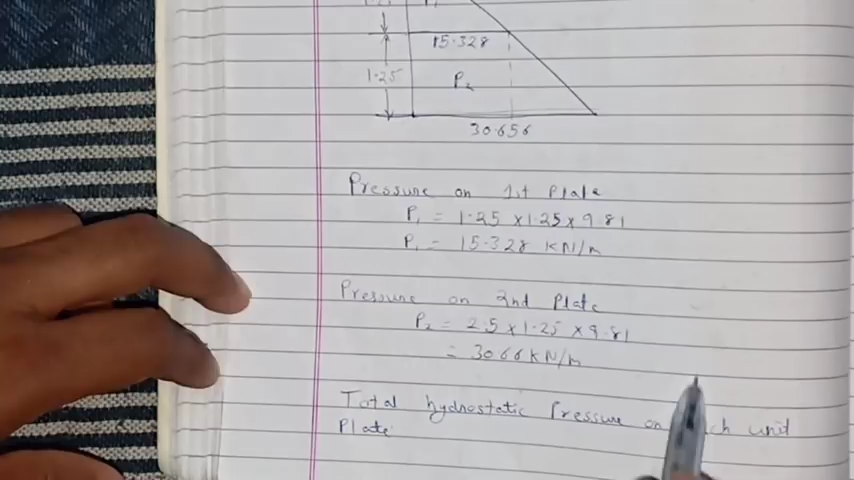 15.328
1.25
P2
30.656
Pressure on 1st Plate
P1 = 1.25 x 1.25 x 9.81
P1 = 15.328 KN/m
Pressure on 2nd Plate
P2 = 2.5 x 1.25 x 9.81
= 30.66 KN/m
Total hydrostatic Pressure on unit
Plate